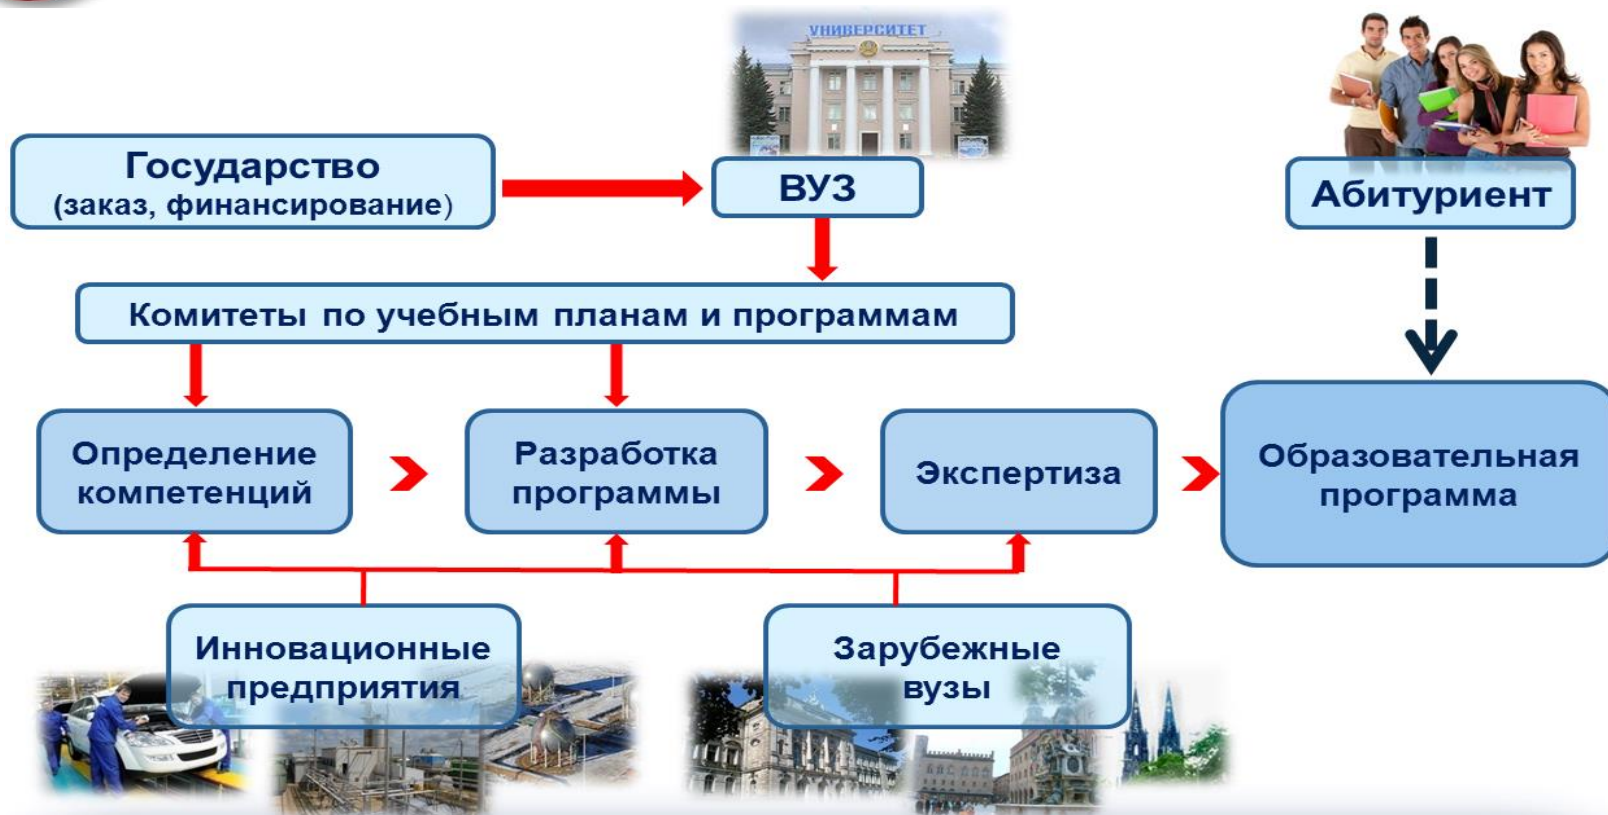 УНИВЕРСИТЕТ
Государство
(заказ, финансирование)
ВУЗ
Абитуриент
Комитеты по учебным планам и программам
Определение
компетенций
Разработка
программы
Экспертиза
Образовательная
программа
Инновационные
предприятия
Зарубежные
вузы